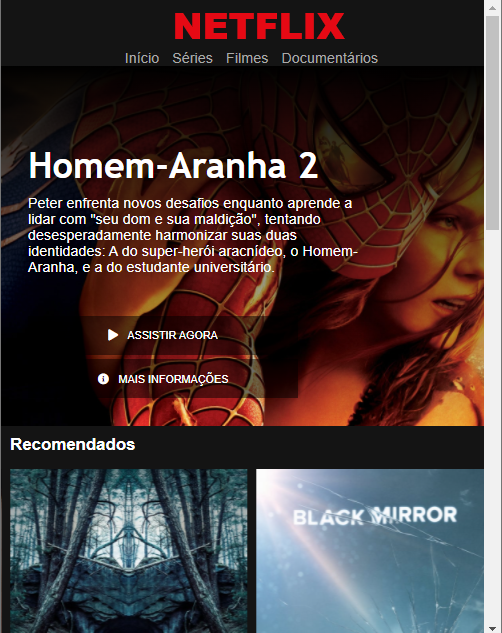 NETFLIX
Início Séries Filmes Documentários
Homem-Aranha 2
Peter enfrenta novos desafios enquanto aprende a
lidar com "seu dom e sua maldição", tentando
desesperadamente harmonizar suas duas
identidades: A do super-herói aracnídeo, o Homem-
Aranha, e a do estudante universitário.
ASSISTIR AGORA
MAIS INFORMAÇÕES
Recomendados
BLACK MIRROR